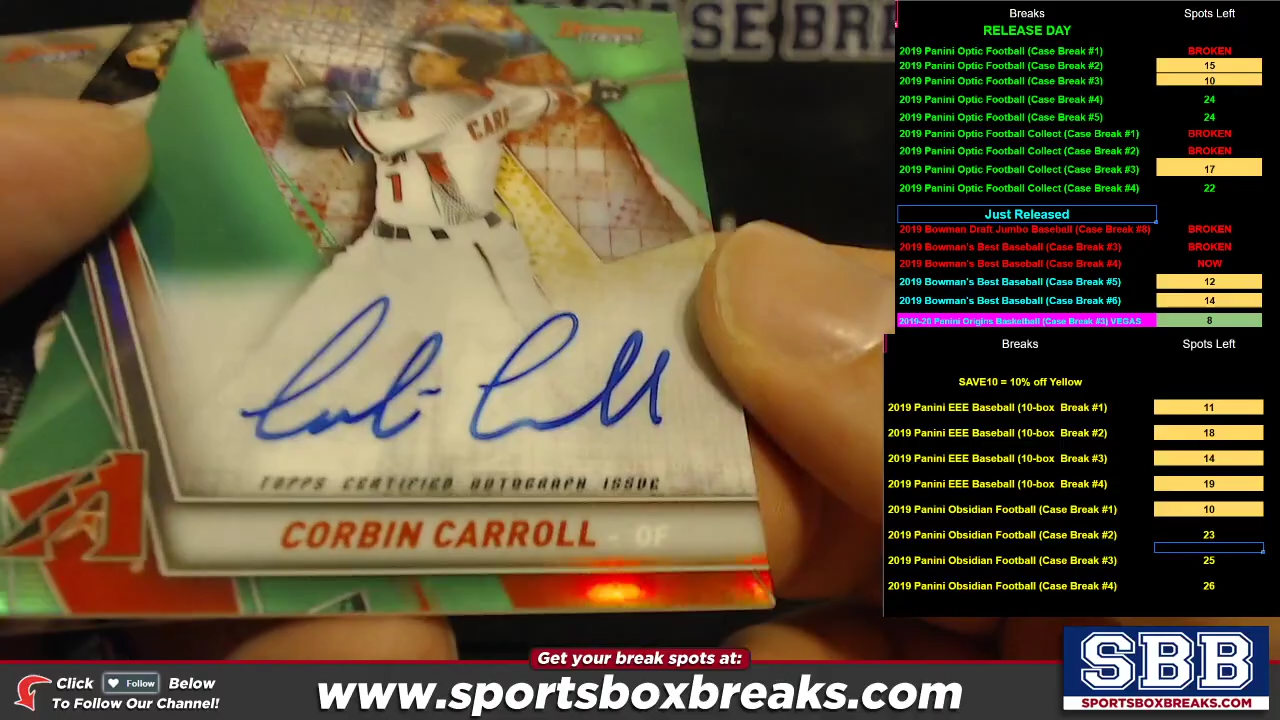 SE BRE
CARR
1
TOPPS CERTIFIED AUTOGRAPH ISSUE
CORBIN CARROLL - OF
A
Breaks Spots Left
RELEASE DAY
2019 Panini Optic Football (Case Break #1) BROKEN
2019 Panini Optic Football (Case Break #2) 15
2019 Panini Optic Football (Case Break #3) 10
2019 Panini Optic Football (Case Break #4) 24
2019 Panini Optic Football (Case Break #5) 24
2019 Panini Optic Football Collect (Case Break #1) BROKEN
2019 Panini Optic Football Collect (Case Break #2) BROKEN
2019 Panini Optic Football Collect (Case Break #3) 17
2019 Panini Optic Football Collect (Case Break #4) 22
Just Released
2019 Bowman Draft Jumbo Baseball (Case Break #8) BROKEN
2019 Bowman's Best Baseball (Case Break #3) BROKEN
2019 Bowman's Best Baseball (Case Break #4) NOW
2019 Bowman's Best Baseball (Case Break #5) 12
2019 Bowman's Best Baseball (Case Break #6) 14
2019-20 Panini Origins Basketball (Case Break #3) VEGAS 8
Breaks Spots Left
SAVE10 = 10% off Yellow
2019 Panini EEE Baseball (10-box Break #1) 11
2019 Panini EEE Baseball (10-box Break #2) 18
2019 Panini EEE Baseball (10-box Break #3) 14
2019 Panini EEE Baseball (10-box Break #4) 19
2019 Panini Obsidian Football (Case Break #1) 10
2019 Panini Obsidian Football (Case Break #2) 23
2019 Panini Obsidian Football (Case Break #3) 25
2019 Panini Obsidian Football (Case Break #4) 26
Get your break spots at:
Click Follow Below
To Follow Our Channel!
www.sportsboxbreaks.com
SBB
SPORTSBOXBREAKS.COM